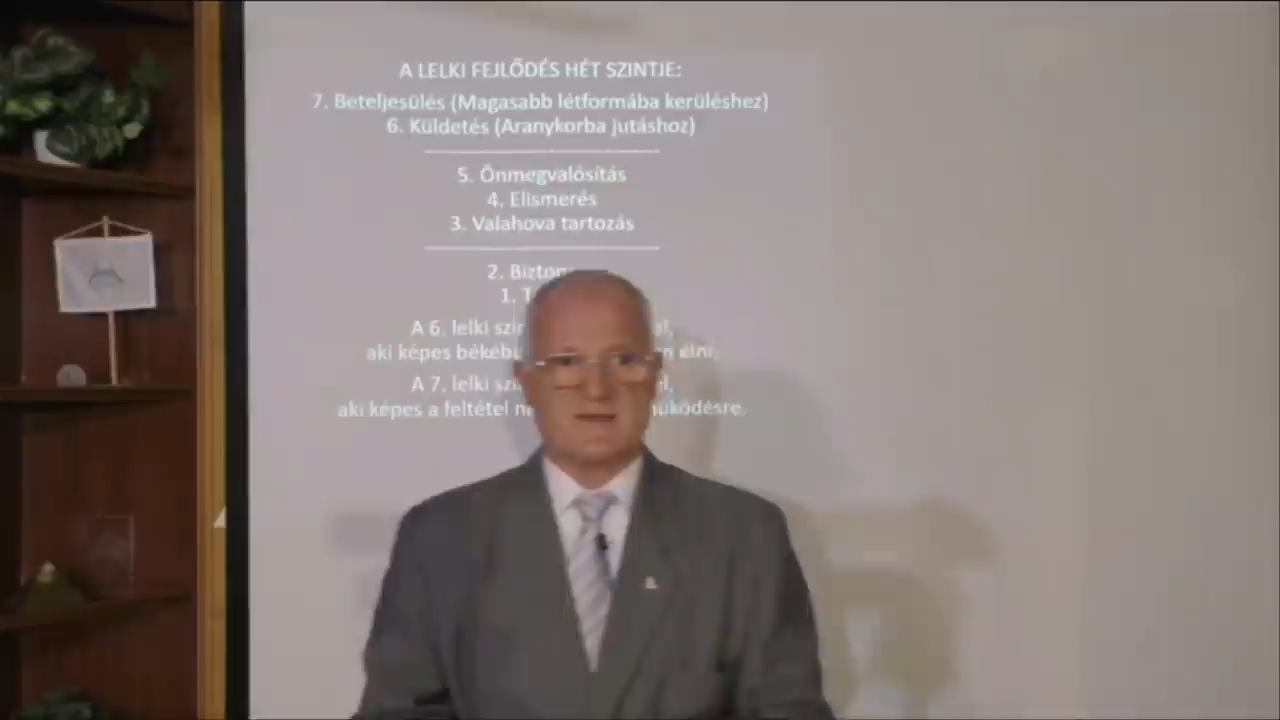 A LELKI FEJLŐDÉS HÉT SZINTJE:
7. Beteljesülés (Magasabb létformába kerüléshez)
6. Küldetés (Aranykorba jutáshoz)
5. Önmegvalósítás
4. Elismerés
3. Valahova tartozás
2.
1.
A 6. lelki
aki képes élni,
A 7. lelki
aki képes a feltétel